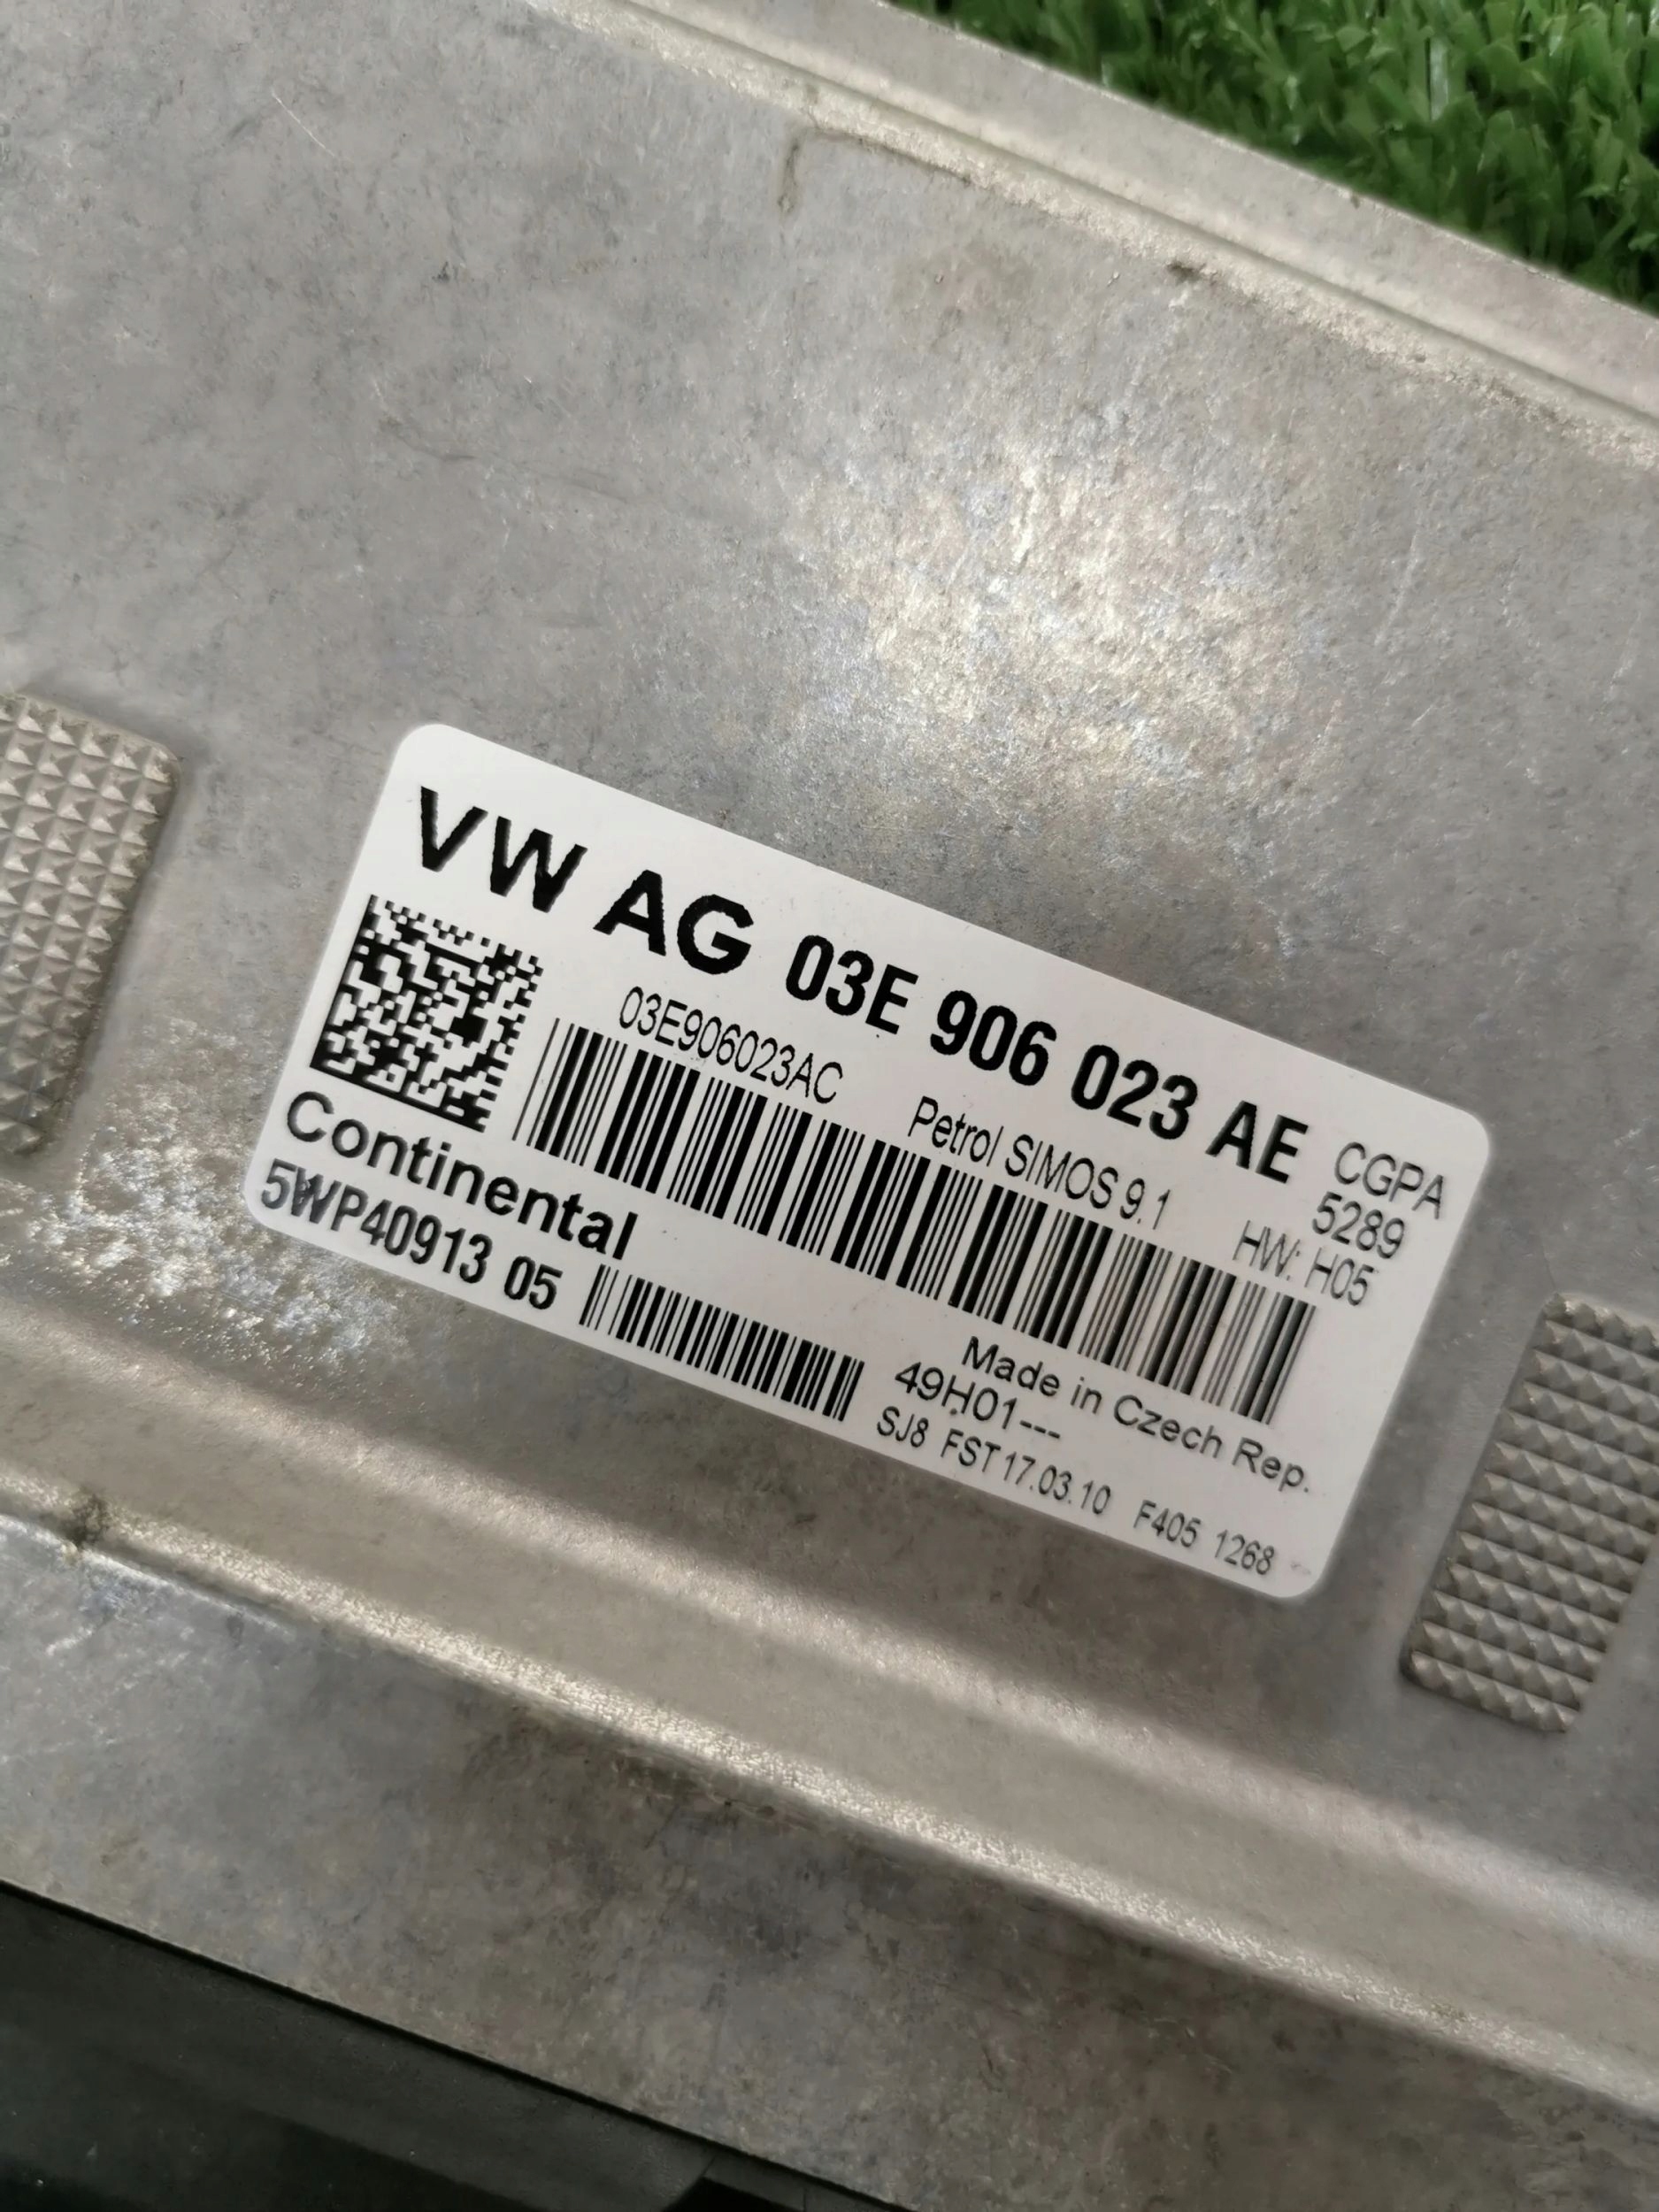 VW AG 03E 906 023 AE CGPA
03E906023AC Petrol SIMOS 9.1 5289
HW: H05
Continental
5WP40913 05
Made in Czech Rep.
49H01---
SJ8 FST 17.03.10 F405 1268